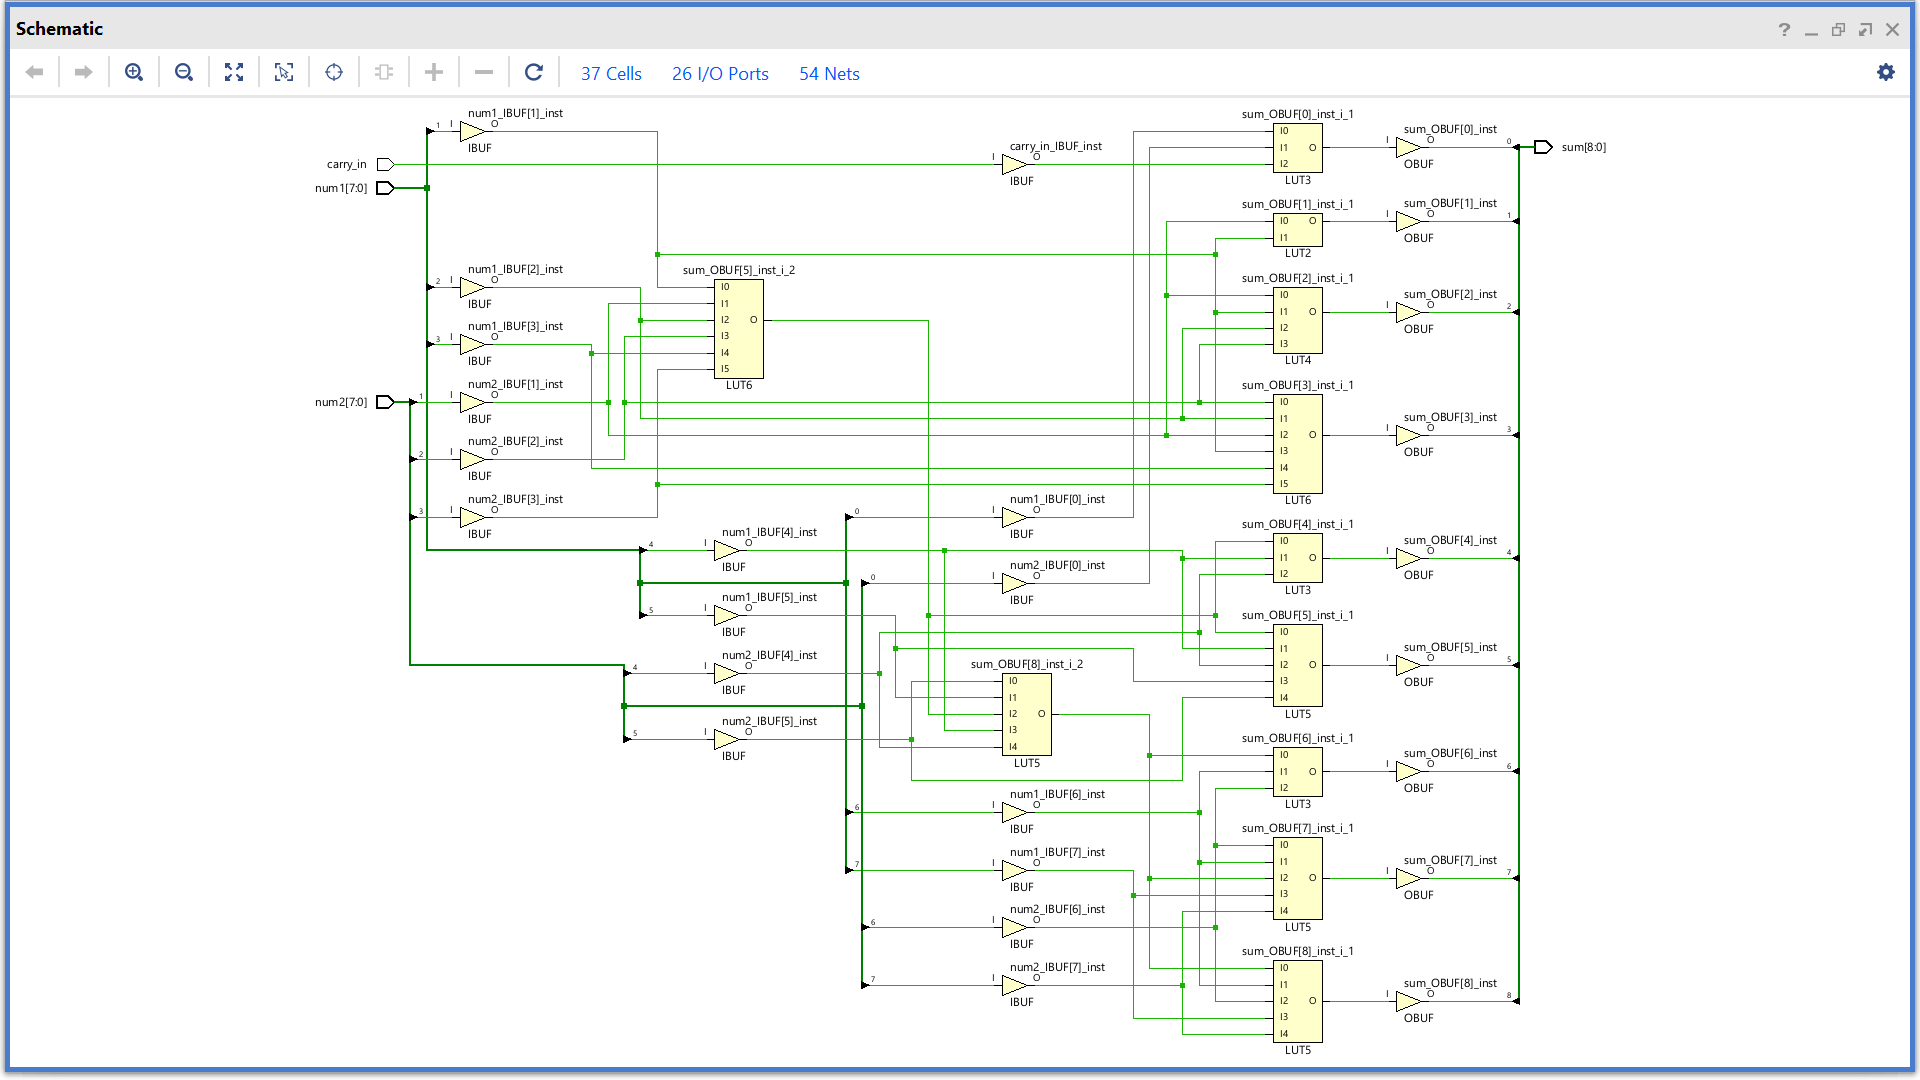 Schematic
37 Cells 26 I/O Ports 54 Nets
num1_IBUF[1]_inst
1 I O
IBUF
carry_in
num1[7:0]
carry_in_IBUF_inst
I O
IBUF
sum_OBUF[0]_inst_i_1
I0
I1 O
I2
LUT3
sum_OBUF[0]_inst
I O
OBUF
0
sum[8:0]
sum_OBUF[1]_inst_i_1
I0 O
I1
LUT2
sum_OBUF[1]_inst
I O
OBUF
1
num1_IBUF[2]_inst
2 I O
IBUF
sum_OBUF[5]_inst_i_2
I0
I1
I2 O
I3
I4
I5
LUT6
sum_OBUF[2]_inst_i_1
I0
I1 O
I2
I3
LUT4
sum_OBUF[2]_inst
I O
OBUF
2
num1_IBUF[3]_inst
3 I O
IBUF
num2[7:0]
num2_IBUF[1]_inst
1 I O
IBUF
num2_IBUF[2]_inst
2 I O
IBUF
num2_IBUF[3]_inst
3 I O
IBUF
sum_OBUF[3]_inst_i_1
I0
I1
I2 O
I3
I4
I5
LUT6
sum_OBUF[3]_inst
I O
OBUF
3
num1_IBUF[4]_inst
4 I O
IBUF
num1_IBUF[5]_inst
5 I O
IBUF
num2_IBUF[4]_inst
4 I O
IBUF
num2_IBUF[5]_inst
5 I O
IBUF
num1_IBUF[0]_inst
0 I O
IBUF
num2_IBUF[0]_inst
0 I O
IBUF
sum_OBUF[4]_inst_i_1
I0
I1 O
I2
LUT3
sum_OBUF[4]_inst
I O
OBUF
4
sum_OBUF[5]_inst_i_1
I0
I1
I2 O
I3
I4
LUT5
sum_OBUF[5]_inst
I O
OBUF
5
sum_OBUF[8]_inst_i_2
I0
I1
I2 O
I3
I4
LUT5
sum_OBUF[6]_inst_i_1
I0
I1 O
I2
LUT3
sum_OBUF[6]_inst
I O
OBUF
6
num1_IBUF[6]_inst
6 I O
IBUF
num1_IBUF[7]_inst
7 I O
IBUF
num2_IBUF[6]_inst
6 I O
IBUF
num2_IBUF[7]_inst
7 I O
IBUF
sum_OBUF[7]_inst_i_1
I0
I1
I2 O
I3
I4
LUT5
sum_OBUF[7]_inst
I O
OBUF
7
sum_OBUF[8]_inst_i_1
I0
I1
I2 O
I3
I4
LUT5
sum_OBUF[8]_inst
I O
OBUF
8